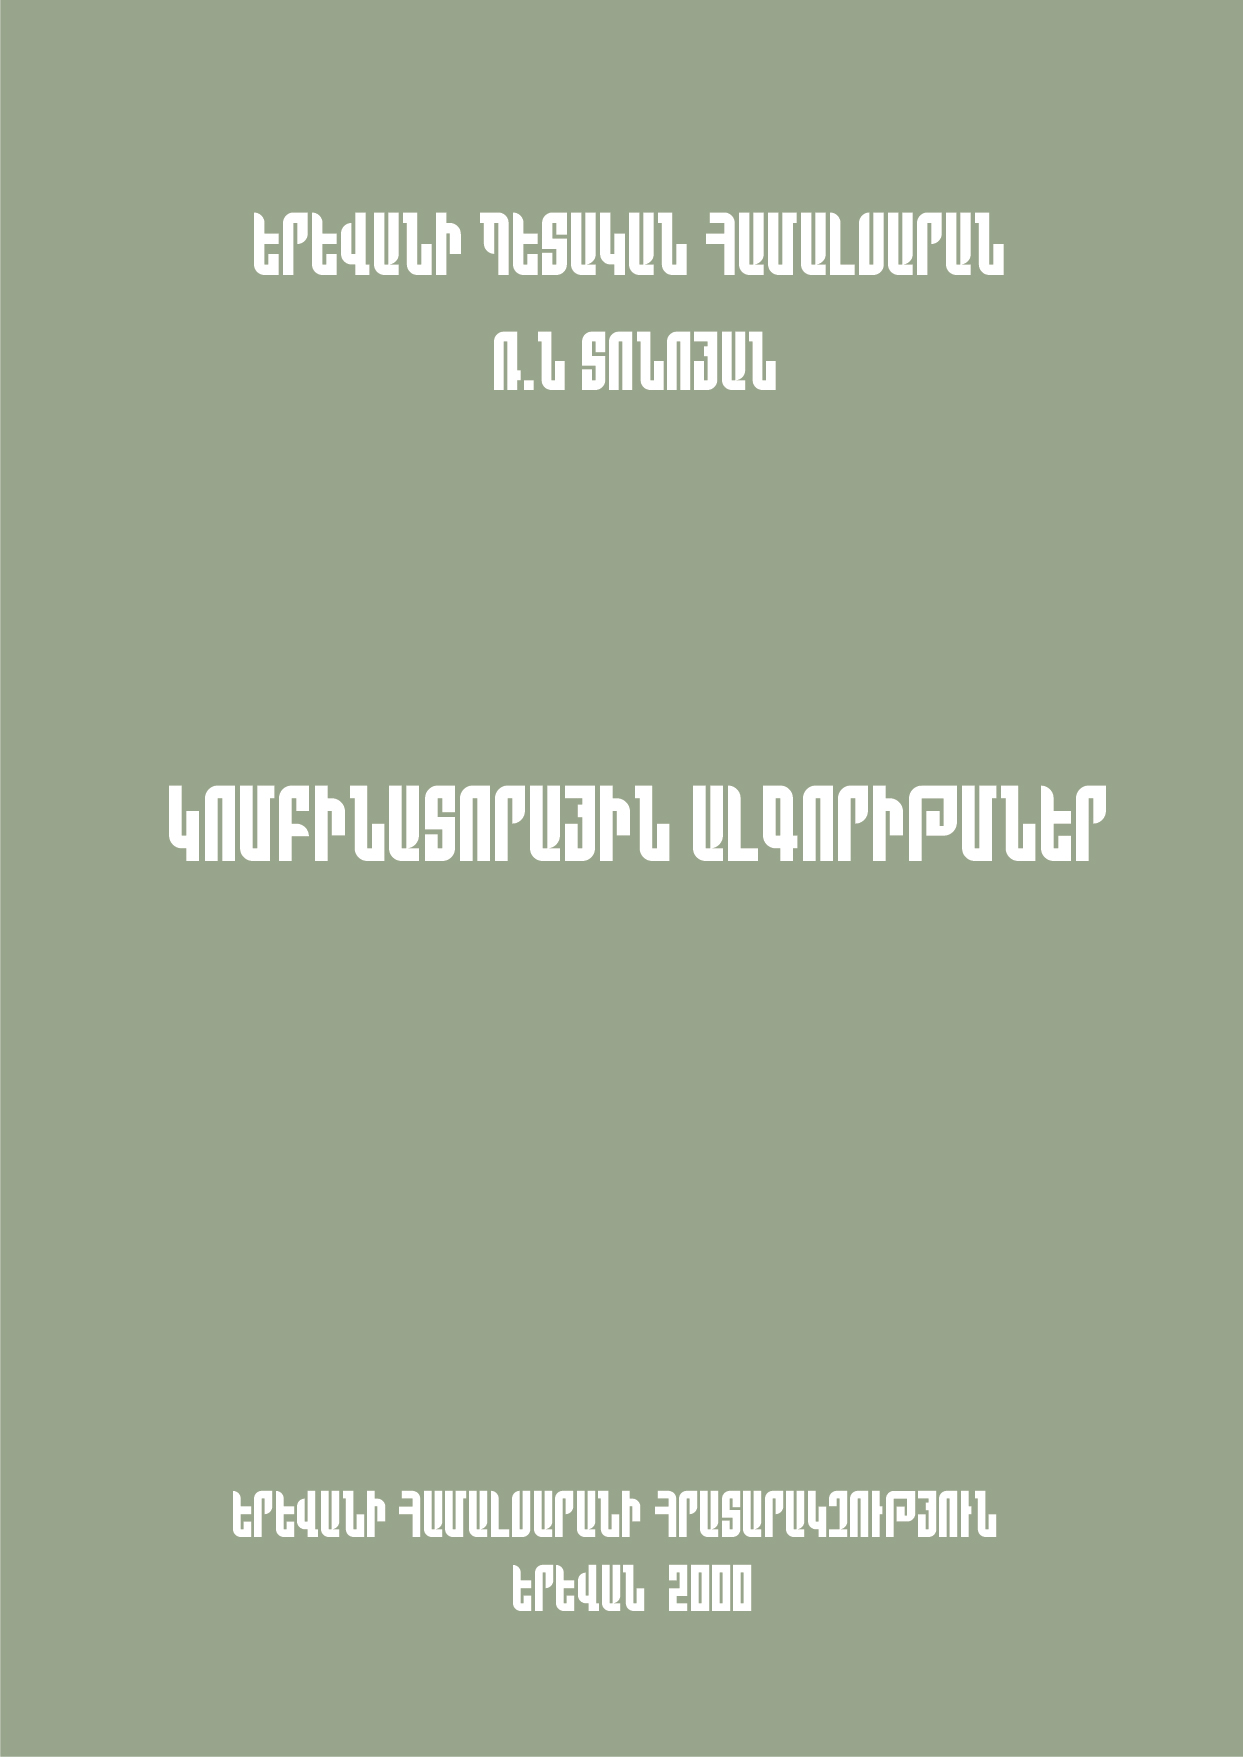 ԵՐԵՎԱՆԻ ՊԵՏԱԿԱՆ ՀԱՄԱԼՍԱՐԱՆ
Ռ.Ն ՏՈՆՈՅԱՆ
ԿՈՄԲԻՆԱՏՈՐԱՅԻՆ ԱԼԳՈՐԻԹՄՆԵՐ
ԵՐԵՎԱՆԻ ՀԱՄԱԼՍԱՐԱՆԻ ՀՐԱՏԱՐԱԿՉՈՒԹՅՈՒՆ
ԵՐԵՎԱՆ 2000